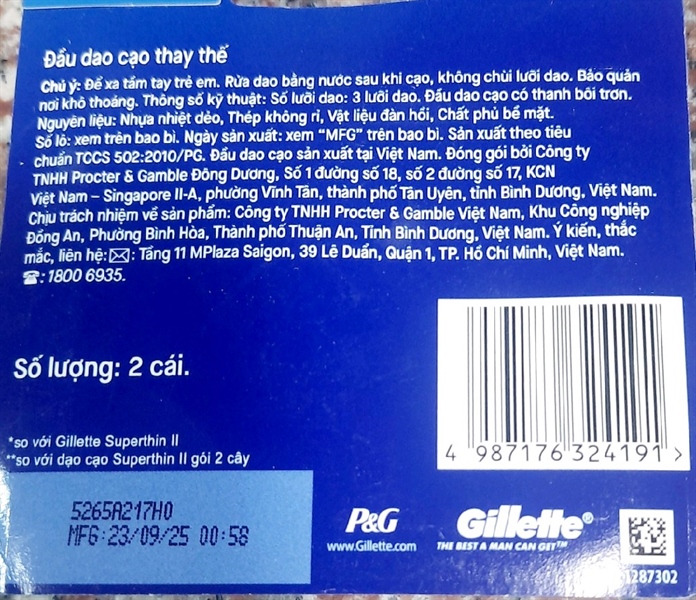 Đầu dao cạo thay thế
Chú ý: Để xa tầm tay trẻ em. Rửa dao bằng nước sau khi cạo, không chùi lưỡi dao. Bảo quản
nơi khô thoáng. Thông số kỹ thuật: Số lưỡi dao: 3 lưỡi dao. Đầu dao cạo có thanh bôi trơn.
Nguyên liệu: Nhựa nhiệt dẻo, Thép không rỉ, Vật liệu đàn hồi, Chất phủ bề mặt.
Số lô: xem trên bao bì. Ngày sản xuất: xem "MFG" trên bao bì. Sản xuất theo tiêu
chuẩn TCCS 502:2010/PG. Đầu dao cạo sản xuất tại Việt Nam. Đóng gói bởi Công ty
TNHH Procter & Gamble Đông Dương, Số 1 đường số 18, số 2 đường số 17, KCN
Việt Nam – Singapore II-A, phường Vĩnh Tân, thành phố Tân Uyên, tỉnh Bình Dương, Việt Nam.
Chịu trách nhiệm về sản phẩm: Công ty TNHH Procter & Gamble Việt Nam, Khu Công nghiệp
Đồng An, Phường Bình Hòa, Thành phố Thuận An, Tỉnh Bình Dương, Việt Nam. Ý kiến, thắc
mắc, liên hệ:✉: Tầng 11 MPlaza Saigon, 39 Lê Duẩn, Quận 1, TP. Hồ Chí Minh, Việt Nam.
☎: 1800 6935.
Số lượng: 2 cái.
4 987176 324191 >
*so với Gillette Superthin II
**so với dạo cạo Superthin II gói 2 cây
5265A217H0
MFG:23/09/25 00:58
P&G
www.Gillette.com
Gillette®
THE BEST A MAN CAN GET™
1287302